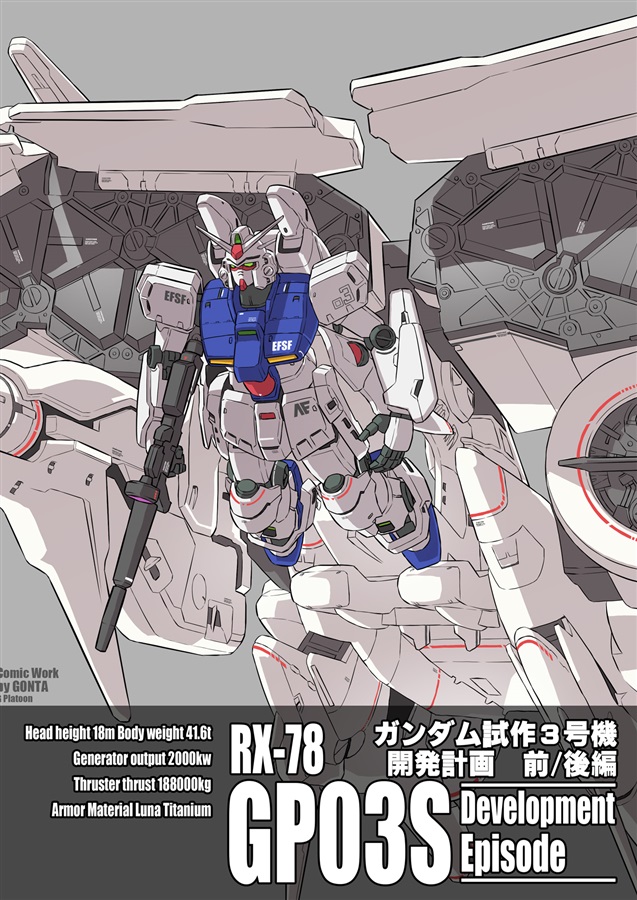 EFSF
03
EFSF
AE
Comic Work
by GONTA
Platoon
Head height 18m Body weight 41.6t
Generator output 2000kw
Thruster thrust 188000kg
Armor Material Luna Titanium
RX-78
GP03S
ガンダム試作３号機
開発計画　前/後編
Development
Episode